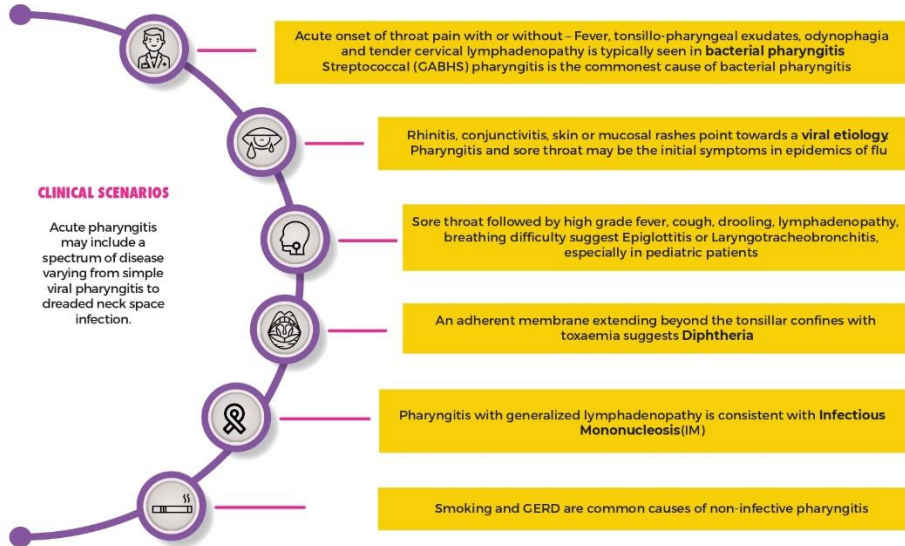 Acute onset of throat pain with or without – Fever, tonsillo-pharyngeal exudates, odynophagia
and tender cervical lymphadenopathy is typically seen in bacterial pharyngitis
Streptococcal (GABHS) pharyngitis is the commonest cause of bacterial pharyngitis
Rhinitis, conjunctivitis, skin or mucosal rashes point towards a viral etiology.
Pharyngitis and sore throat may be the initial symptoms in epidemics of flu
CLINICAL SCENARIOS
Acute pharyngitis
may include a
spectrum of disease
varying from simple
viral pharyngitis to
dreaded neck space
infection.
Sore throat followed by high grade fever, cough, drooling, lymphadenopathy,
breathing difficulty suggest Epiglottitis or Laryngotracheobronchitis,
especially in pediatric patients
An adherent membrane extending beyond the tonsillar confines with
toxaemia suggests Diphtheria
Pharyngitis with generalized lymphadenopathy is consistent with Infectious
Mononucleosis(IM)
Smoking and GERD are common causes of non-infective pharyngitis